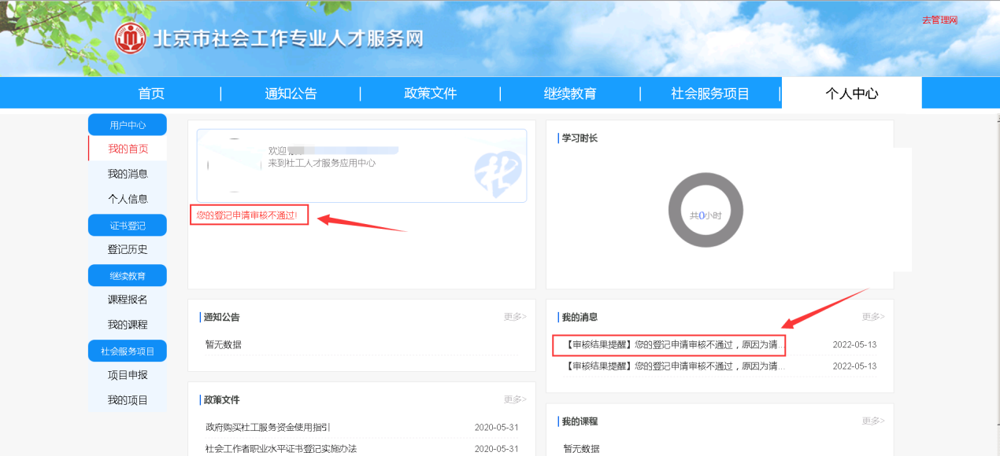 去管理网
北京市社会工作专业人才服务网
首页 | 通知公告 | 政策文件 | 继续教育 | 社会服务项目 | 个人中心
用户中心
我的首页
我的消息
个人信息
证书登记
登记历史
继续教育
课程报名
我的课程
社会服务项目
项目申报
我的项目
欢迎
来到社工人才服务应用中心
您的登记申请审核不通过!
学习时长
共0小时
通知公告 更多>
暂无数据
我的消息 更多>
【审核结果提醒】您的登记申请审核不通过，原因为请... 2022-05-13
【审核结果提醒】您的登记申请审核不通过，原因为请... 2022-05-13
政策文件 更多>
政府购买社工服务资金使用指引 2020-05-31
社会工作者职业水平证书登记实施办法 2020-05-31
我的课程 更多>
暂无数据